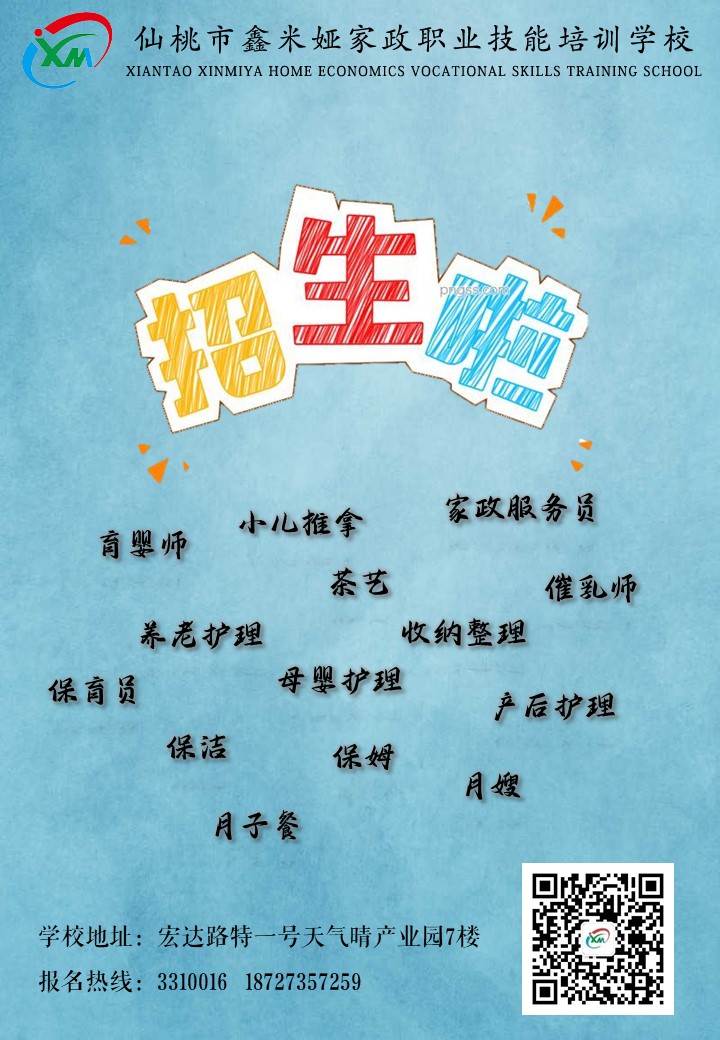 XM
仙桃市鑫米娅家政职业技能培训学校
XIANTAO XINMIYA HOME ECONOMICS VOCATIONAL SKILLS TRAINING SCHOOL
招生啦
pngss.com
家政服务员
小儿推拿
育婴师
茶艺
催乳师
养老护理
收纳整理
母婴护理
保育员
产后护理
保洁
保姆
月嫂
月子餐
学校地址：宏达路特一号天气晴产业园7楼
报名热线：3310016 18727357259
XM